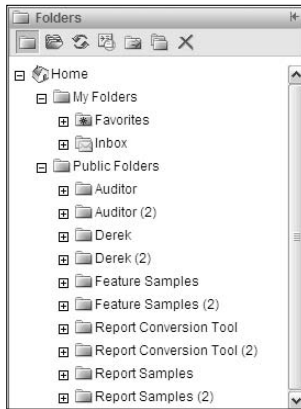 Folders
Home
My Folders
Favorites
Inbox
Public Folders
Auditor
Auditor (2)
Derek
Derek (2)
Feature Samples
Feature Samples (2)
Report Conversion Tool
Report Conversion Tool (2)
Report Samples
Report Samples (2)